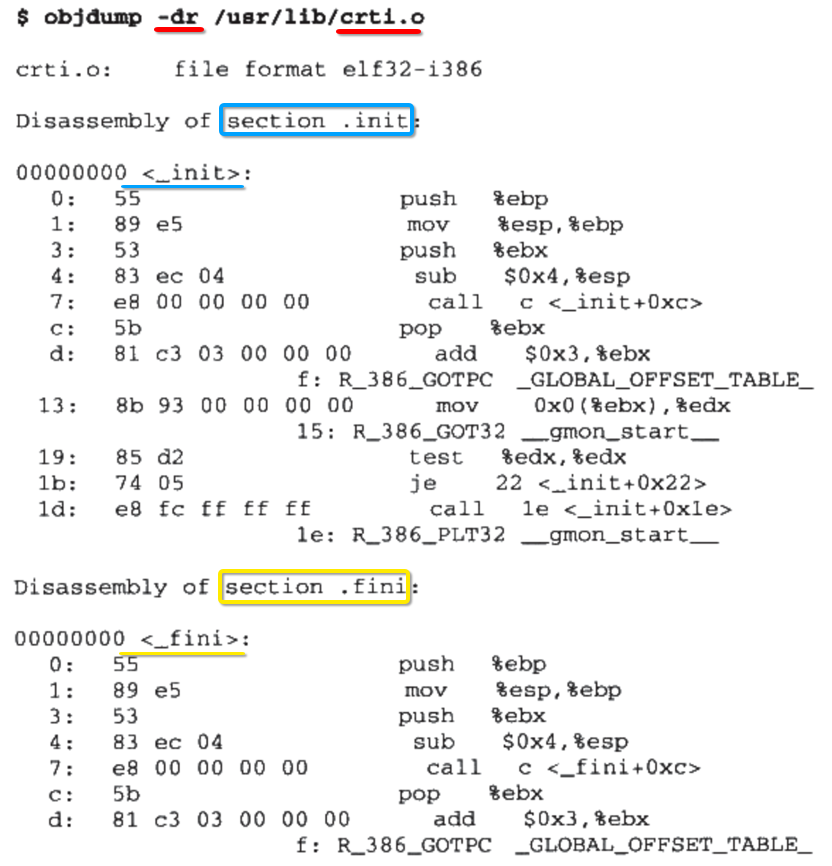 $ objdump -dr /usr/lib/crti.o
crti.o: file format elf32-i386
Disassembly of section .init:
00000000 <_init>:
0: 55 push %ebp
1: 89 e5 mov %esp,%ebp
3: 53 push %ebx
4: 83 ec 04 sub $0x4,%esp
7: e8 00 00 00 00 call c <_init+0xc>
c: 5b pop %ebx
d: 81 c3 03 00 00 00 add $0x3,%ebx
f: R_386_GOTPC _GLOBAL_OFFSET_TABLE_
13: 8b 93 00 00 00 00 mov 0x0(%ebx),%edx
15: R_386_GOT32 __gmon_start__
19: 85 d2 test %edx,%edx
1b: 74 05 je 22 <_init+0x22>
1d: e8 fc ff ff ff call 1e <_init+0x1e>
1e: R_386_PLT32 __gmon_start__
Disassembly of section .fini:
00000000 <_fini>:
0: 55 push %ebp
1: 89 e5 mov %esp,%ebp
3: 53 push %ebx
4: 83 ec 04 sub $0x4,%esp
7: e8 00 00 00 00 call c <_fini+0xc>
c: 5b pop %ebx
d: 81 c3 03 00 00 00 add $0x3,%ebx
f: R_386_GOTPC _GLOBAL_OFFSET_TABLE_